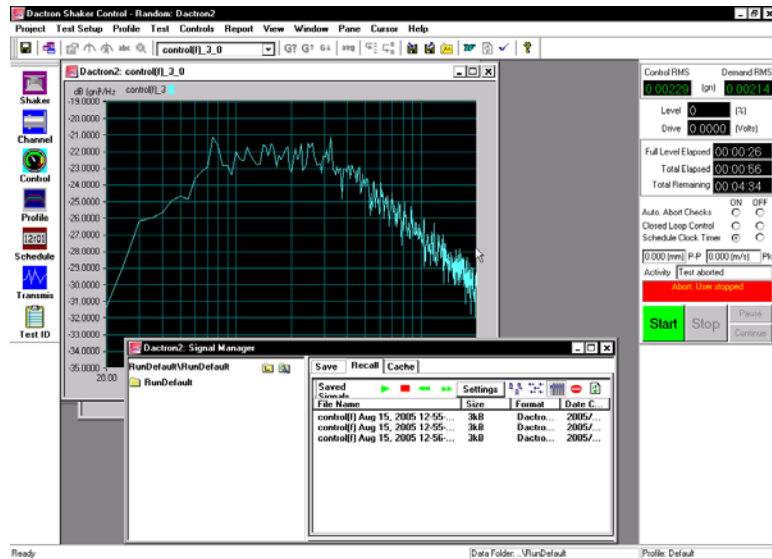 Dactron Shaker Control - Random: Dactron2
Project Test Setup Profile Test Controls Report View Window Pane Cursor Help
control(f)_3_0
G? G↑ G↓ avg
Shaker
Channel
Control
Profile
12:01
Schedule
Transmis
Test ID
Dactron2: control(f)_3_0
dB (gn)²/Hz control(f)_3
-19.0000
-20.0000
-21.0000
-22.0000
-23.0000
-24.0000
-25.0000
-26.0000
-27.0000
-28.0000
-29.0000
-30.0000
-31.0000
-32.0000
-33.0000
-34.0000
-35.0000
20.00
Dactron2: Signal Manager
RunDefault\RunDefault
RunDefault
Save Recall Cache
Saved Signals Settings
File Name Size Format Date C...
control(f) Aug 15, 2005 12-55-... 3kB Dactro... 2005/...
control(f) Aug 15, 2005 12-55-... 3kB Dactro... 2005/...
control(f) Aug 15, 2005 12-56-... 3kB Dactro... 2005/...
Control RMS Demand RMS
0.00229 (gn) 0.00214
Level 0 (%)
Drive 0.0000 (Volts)
Full Level Elapsed 00:00:26
Total Elapsed 00:00:56
Total Remaining 00:04:34
ON OFF
Auto. Abort Checks
Closed Loop Control
Schedule Clock Timer
0.000 (mm) P-P 0.000 (m/s) Pk
Activity Test aborted
Abort: User stopped
Start Stop Pause
Continue
Ready Data Folder: ..\RunDefault Profile: Default